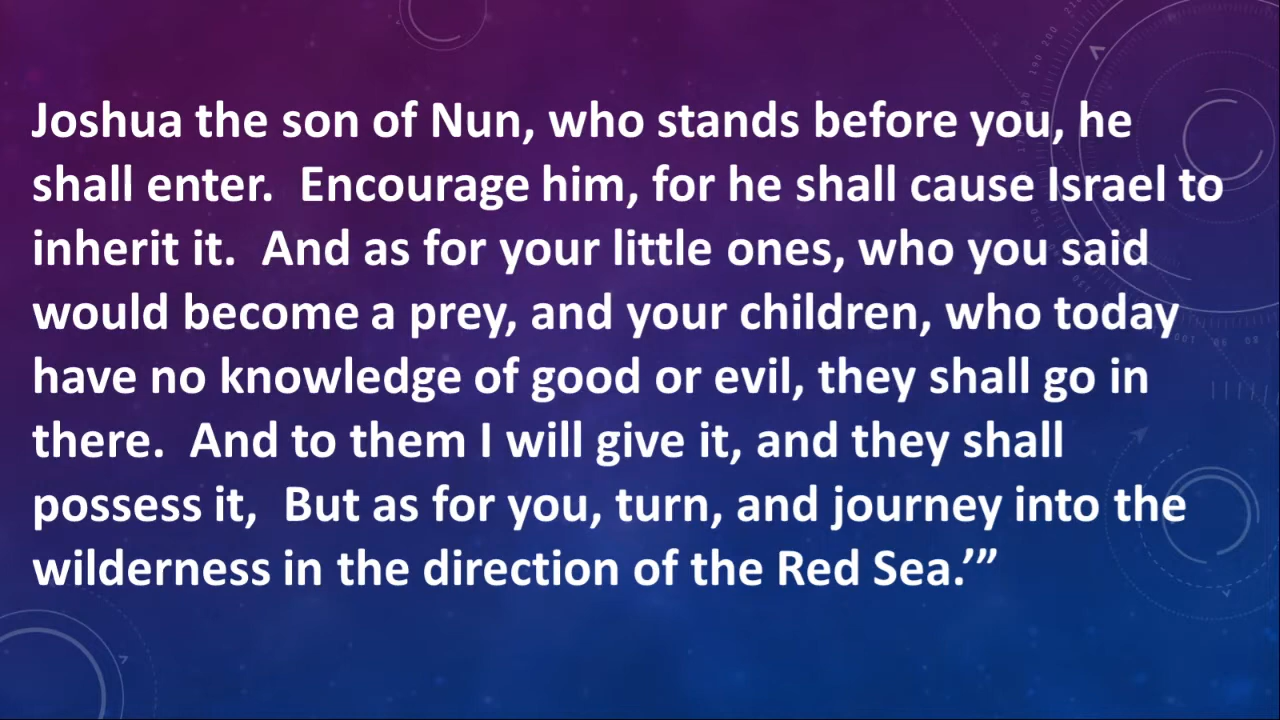 Joshua the son of Nun, who stands before you, he
shall enter.  Encourage him, for he shall cause Israel to
inherit it.  And as for your little ones, who you said
would become a prey, and your children, who today
have no knowledge of good or evil, they shall go in
there.  And to them I will give it, and they shall
possess it,  But as for you, turn, and journey into the
wilderness in the direction of the Red Sea.’”